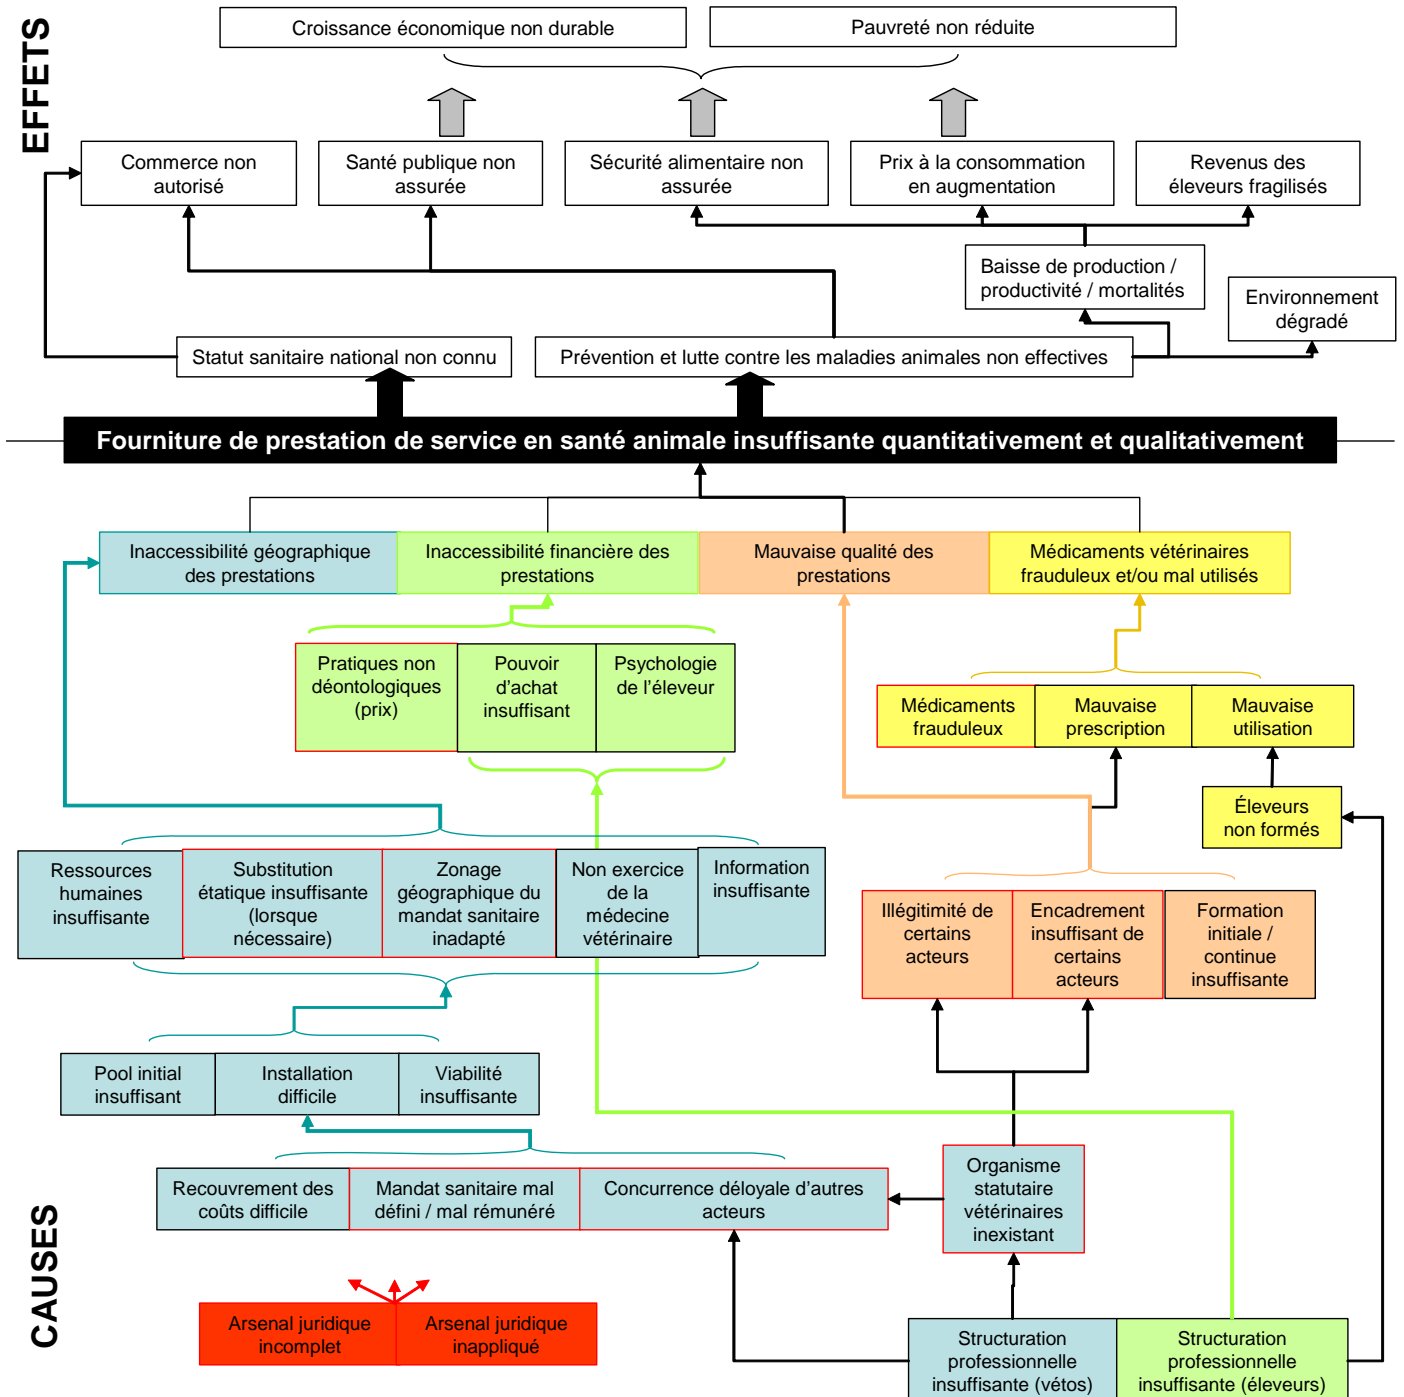 EFFETS
Croissance économique non durable
Pauvreté non réduite
Commerce non
autorisé
Santé publique non
assurée
Sécurité alimentaire non
assurée
Prix à la consommation
en augmentation
Revenus des
éleveurs fragilisés
Baisse de production /
productivité / mortalités
Environnement
dégradé
Statut sanitaire national non connu
Prévention et lutte contre les maladies animales non effectives
Fourniture de prestation de service en santé animale insuffisante quantitativement et qualitativement
Inaccessibilité géographique
des prestations
Inaccessibilité financière des
prestations
Mauvaise qualité des
prestations
Médicaments vétérinaires
frauduleux et/ou mal utilisés
Pratiques non
déontologiques
(prix)
Pouvoir
d'achat
insuffisant
Psychologie
de l'éleveur
Médicaments
frauduleux
Mauvaise
prescription
Mauvaise
utilisation
Éleveurs
non formés
Ressources
humaines
insuffisante
Substitution
étatique insuffisante
(lorsque
nécessaire)
Zonage
géographique du
mandat sanitaire
inadapté
Non exercice
de la
médecine
vétérinaire
Information
insuffisante
Illégitimité de
certains
acteurs
Encadrement
insuffisant de
certains
acteurs
Formation
initiale /
continue
insuffisante
Pool initial
insuffisant
Installation
difficile
Viabilité
insuffisante
CAUSES
Recouvrement des
coûts difficile
Mandat sanitaire mal
défini / mal rémunéré
Concurrence déloyale d'autres
acteurs
Organisme
statutaire
vétérinaires
inexistant
Arsenal juridique
incomplet
Arsenal juridique
inappliqué
Structuration
professionnelle
insuffisante (vétos)
Structuration
professionnelle
insuffisante (éleveurs)